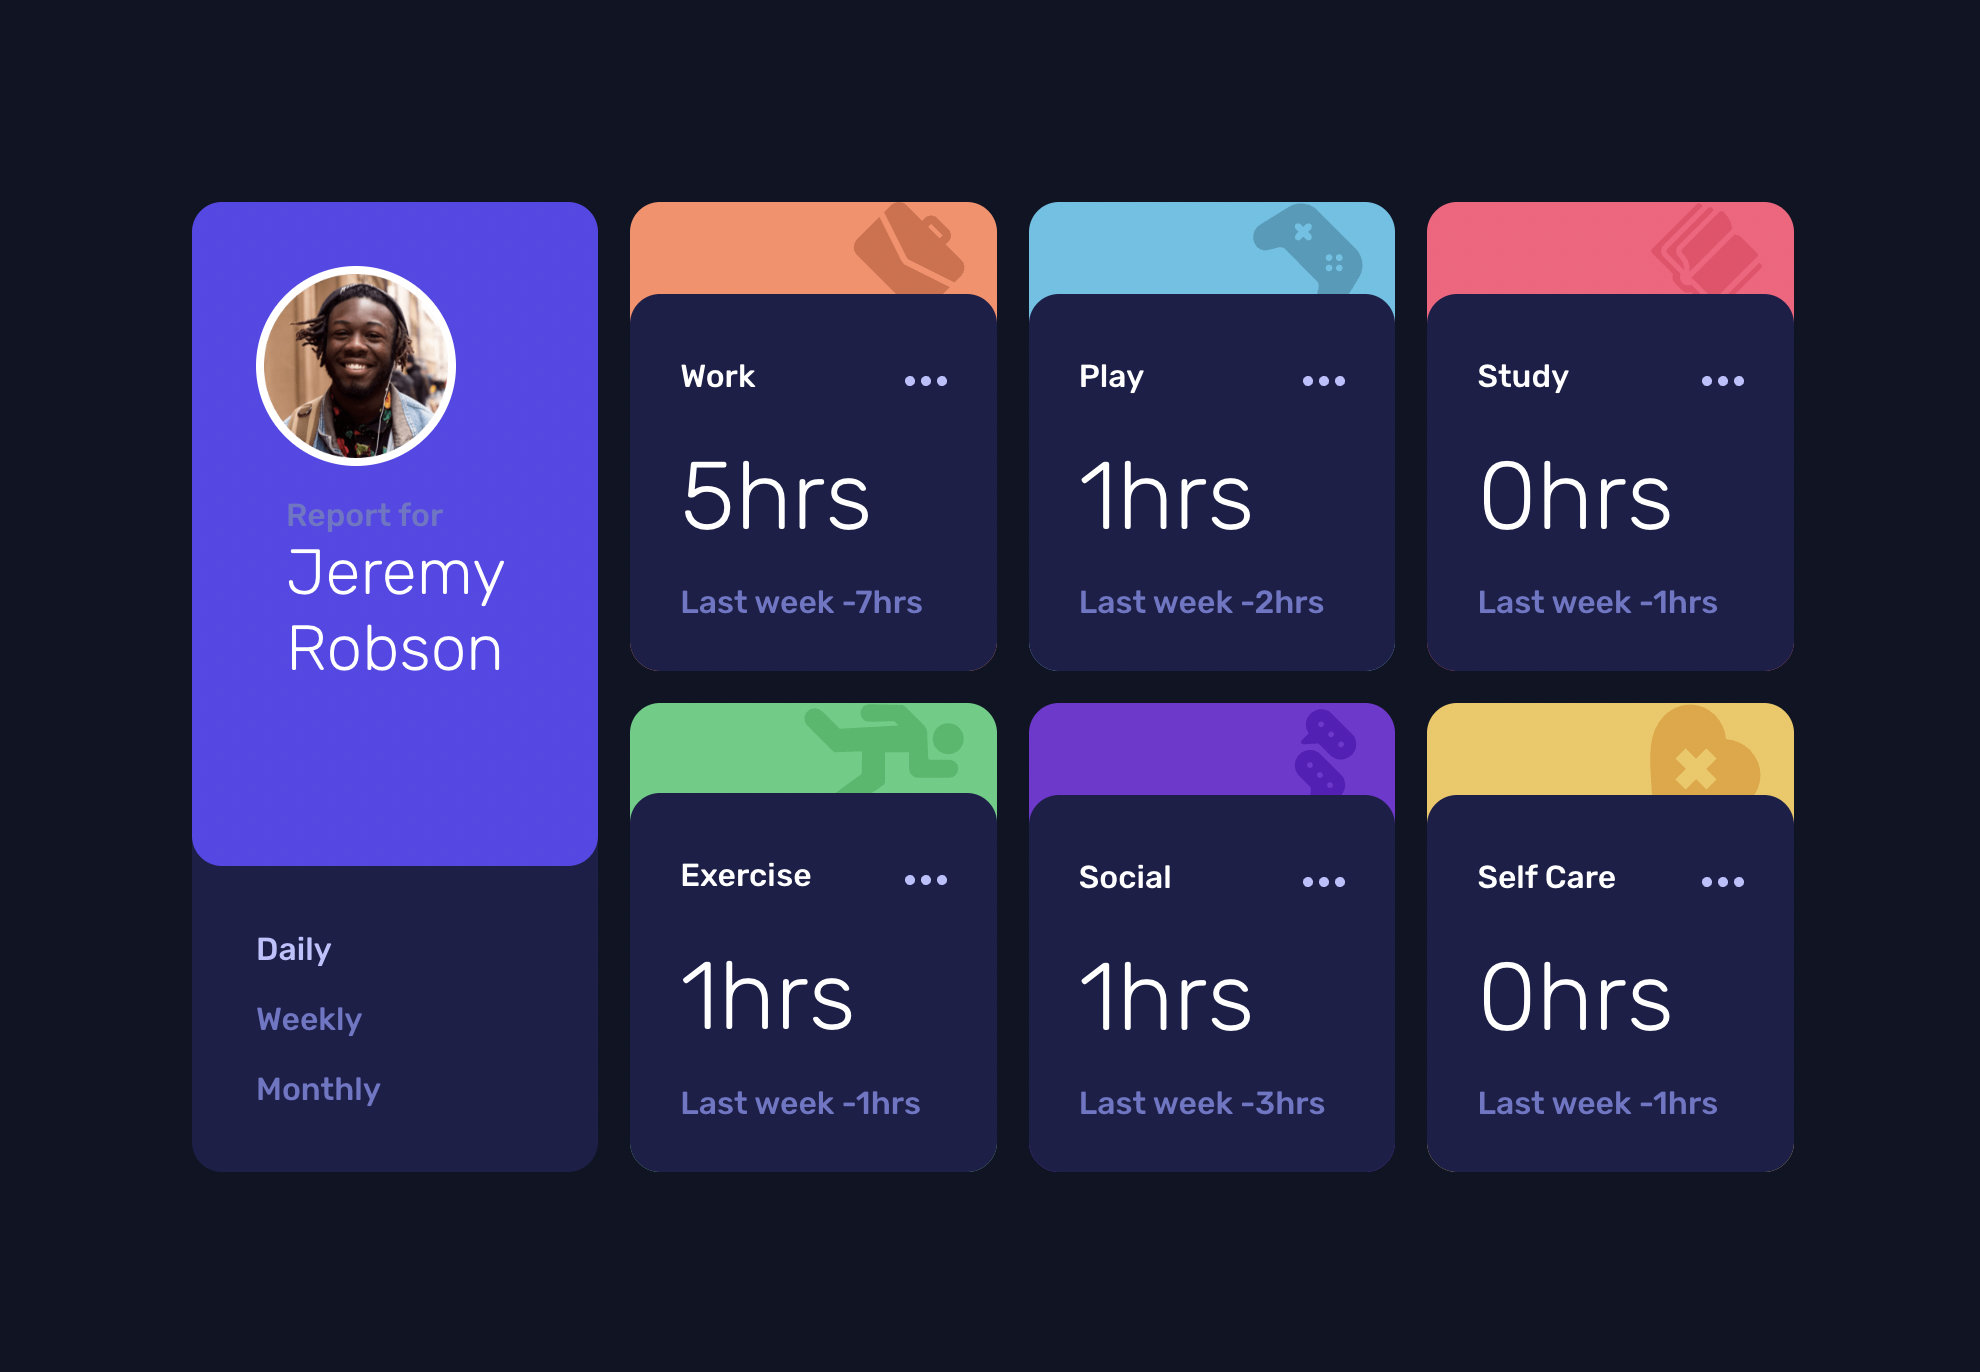 Report for
Jeremy
Robson
Daily
Weekly
Monthly
Work
5hrs
Last week -7hrs
Play
1hrs
Last week -2hrs
Study
0hrs
Last week -1hrs
Exercise
1hrs
Last week -1hrs
Social
1hrs
Last week -3hrs
Self Care
0hrs
Last week -1hrs